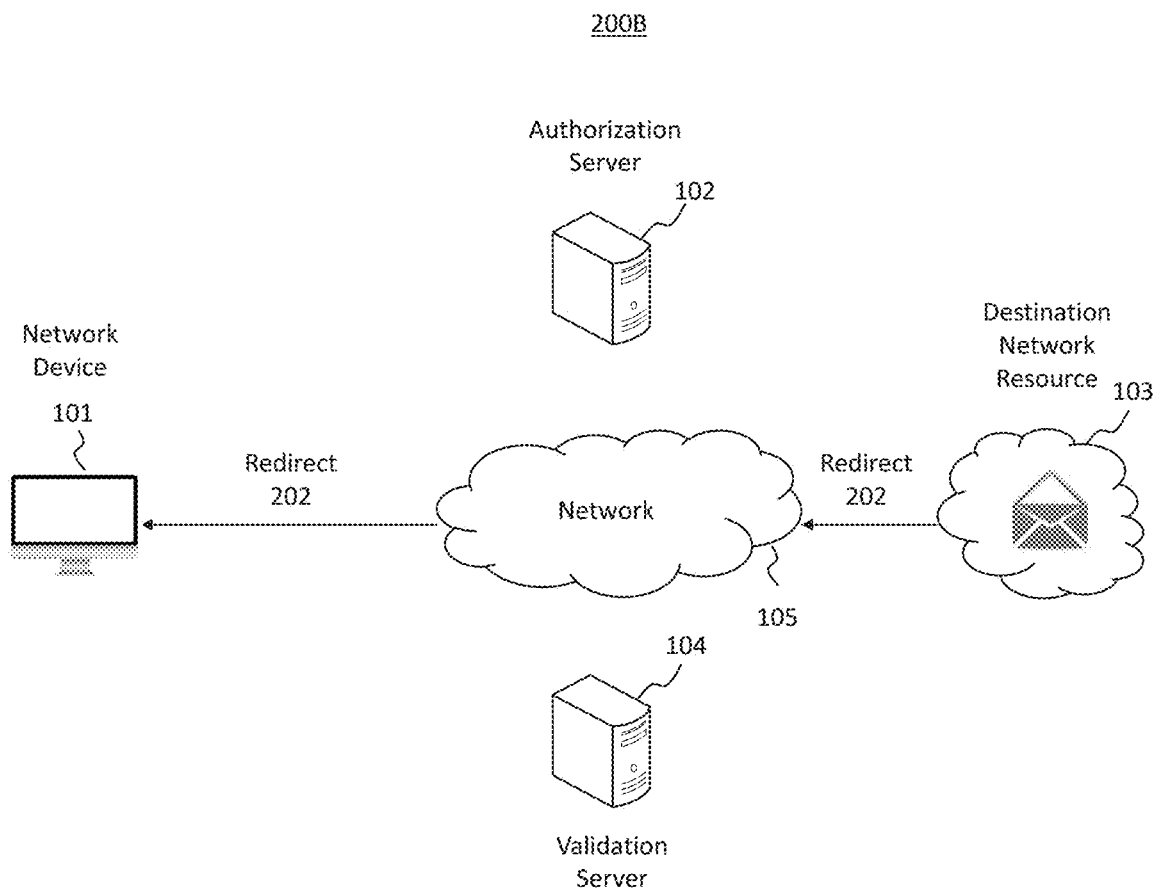 200B
Authorization
Server
102
Network
Device
101
Destination
Network
Resource
103
Redirect
202
Network
Redirect
202
105
104
Validation
Server